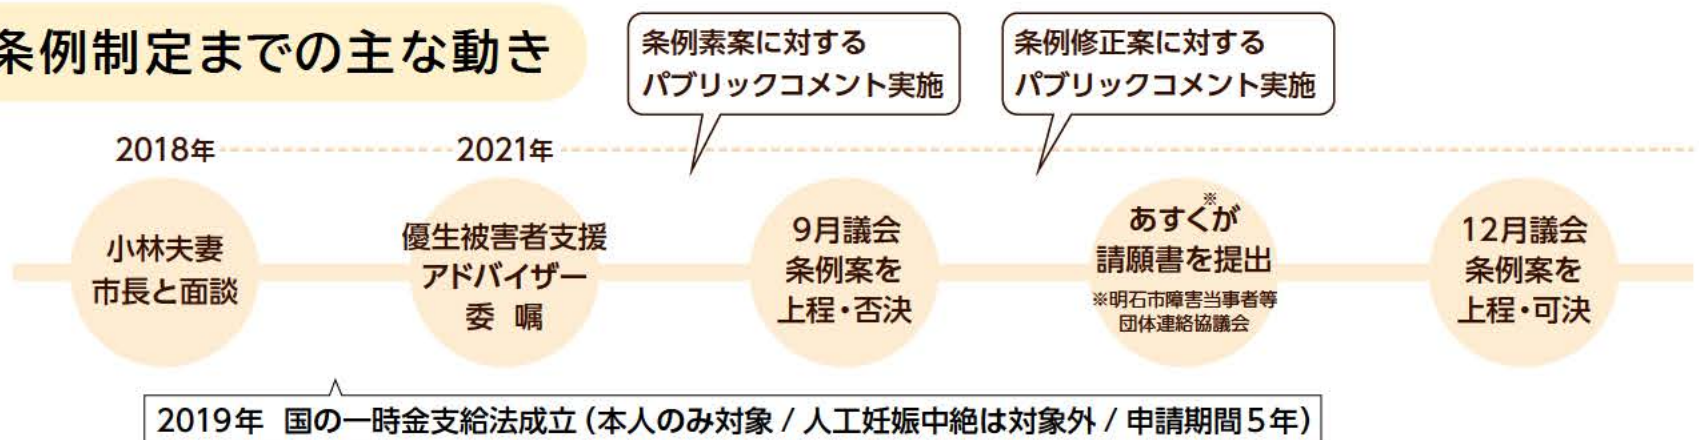 条例制定までの主な動き
条例素案に対する
パブリックコメント実施
条例修正案に対する
パブリックコメント実施
2018年
2021年
小林夫妻
市長と面談
優生被害者支援
アドバイザー
委 嘱
9月議会
条例案を
上程・否決
※
あすくが
請願書を提出
※明石市障害当事者等
団体連絡協議会
12月議会
条例案を
上程・可決
2019年 国の一時金支給法成立（本人のみ対象 / 人工妊娠中絶は対象外 / 申請期間5年）